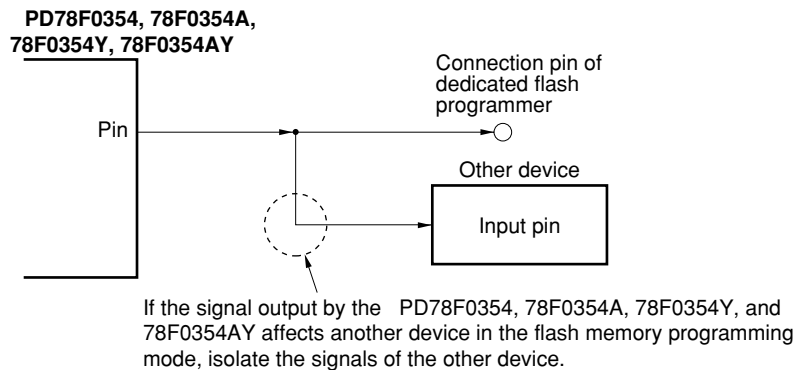 PD78F0354, 78F0354A,
78F0354Y, 78F0354AY
Pin
Connection pin of
dedicated flash
programmer
Other device
Input pin
If the signal output by the PD78F0354, 78F0354A, 78F0354Y, and
78F0354AY affects another device in the flash memory programming
mode, isolate the signals of the other device.